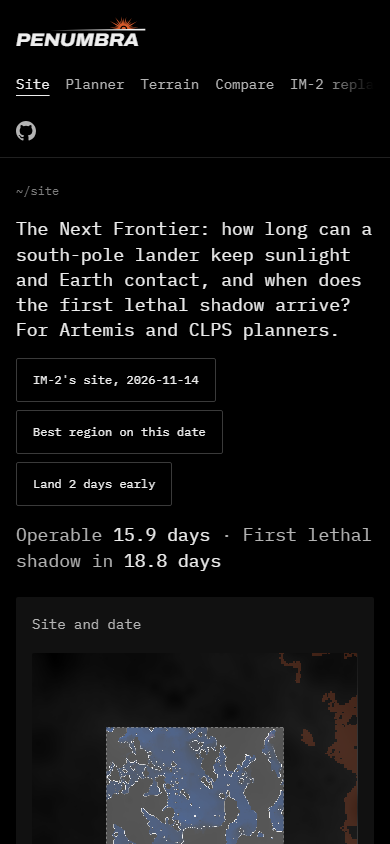 PENUMBRA
Site Planner Terrain Compare IM-2 repla
~/site
The Next Frontier: how long can a
south-pole lander keep sunlight
and Earth contact, and when does
the first lethal shadow arrive?
For Artemis and CLPS planners.
IM-2's site, 2026-11-14
Best region on this date
Land 2 days early
Operable 15.9 days · First lethal
shadow in 18.8 days
Site and date